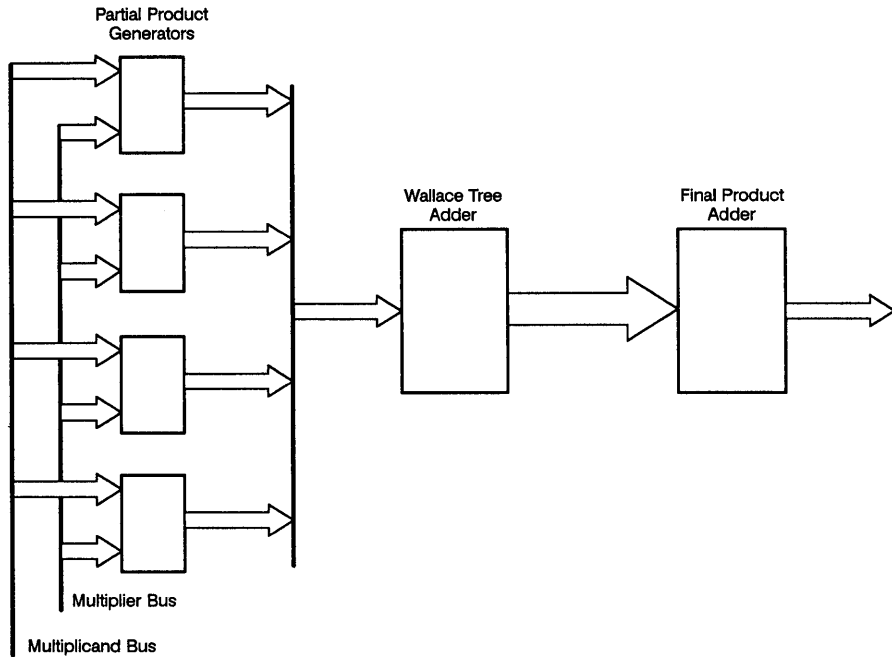 Partial Product
Generators
Wallace Tree
Adder
Final Product
Adder
Multiplier Bus
Multiplicand Bus